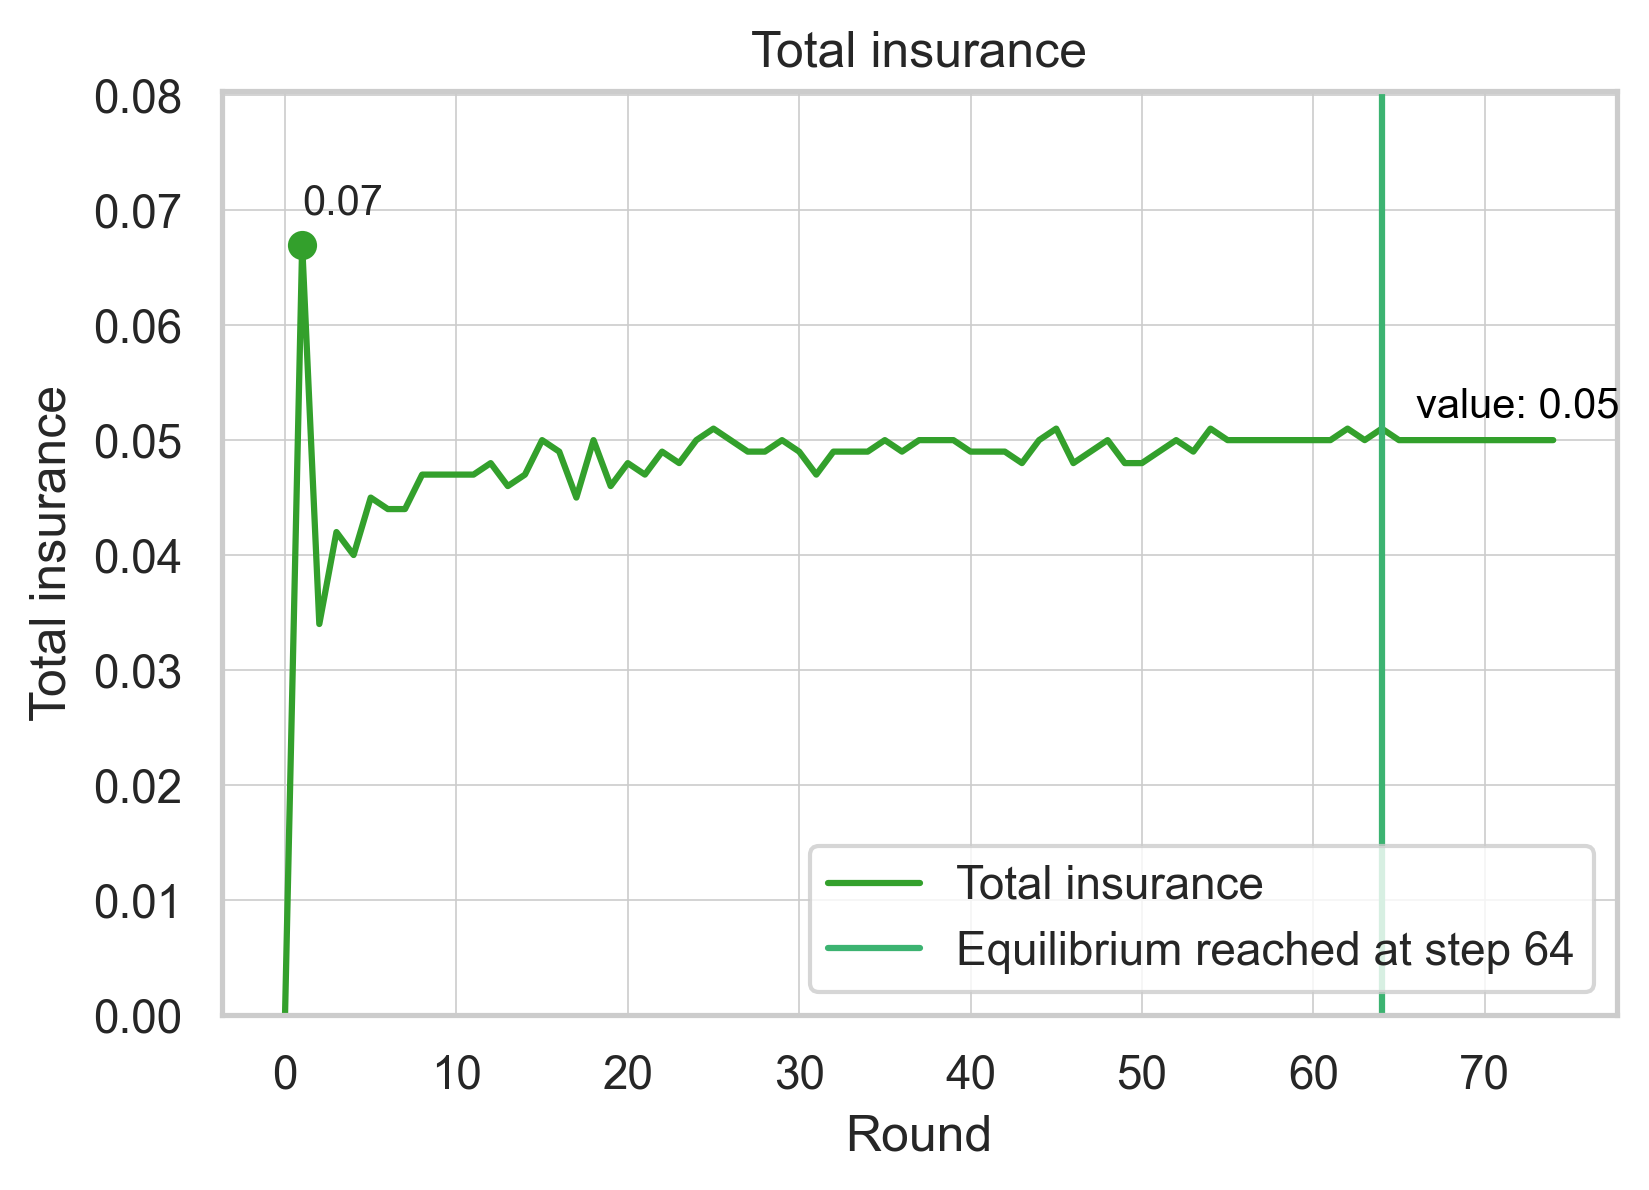 Total insurance
0.08
0.07
0.06
0.05
0.04
0.03
0.02
0.01
0.00
Total insurance
0.07
value: 0.05
Total insurance
Equilibrium reached at step 64
0 10 20 30 40 50 60 70
Round